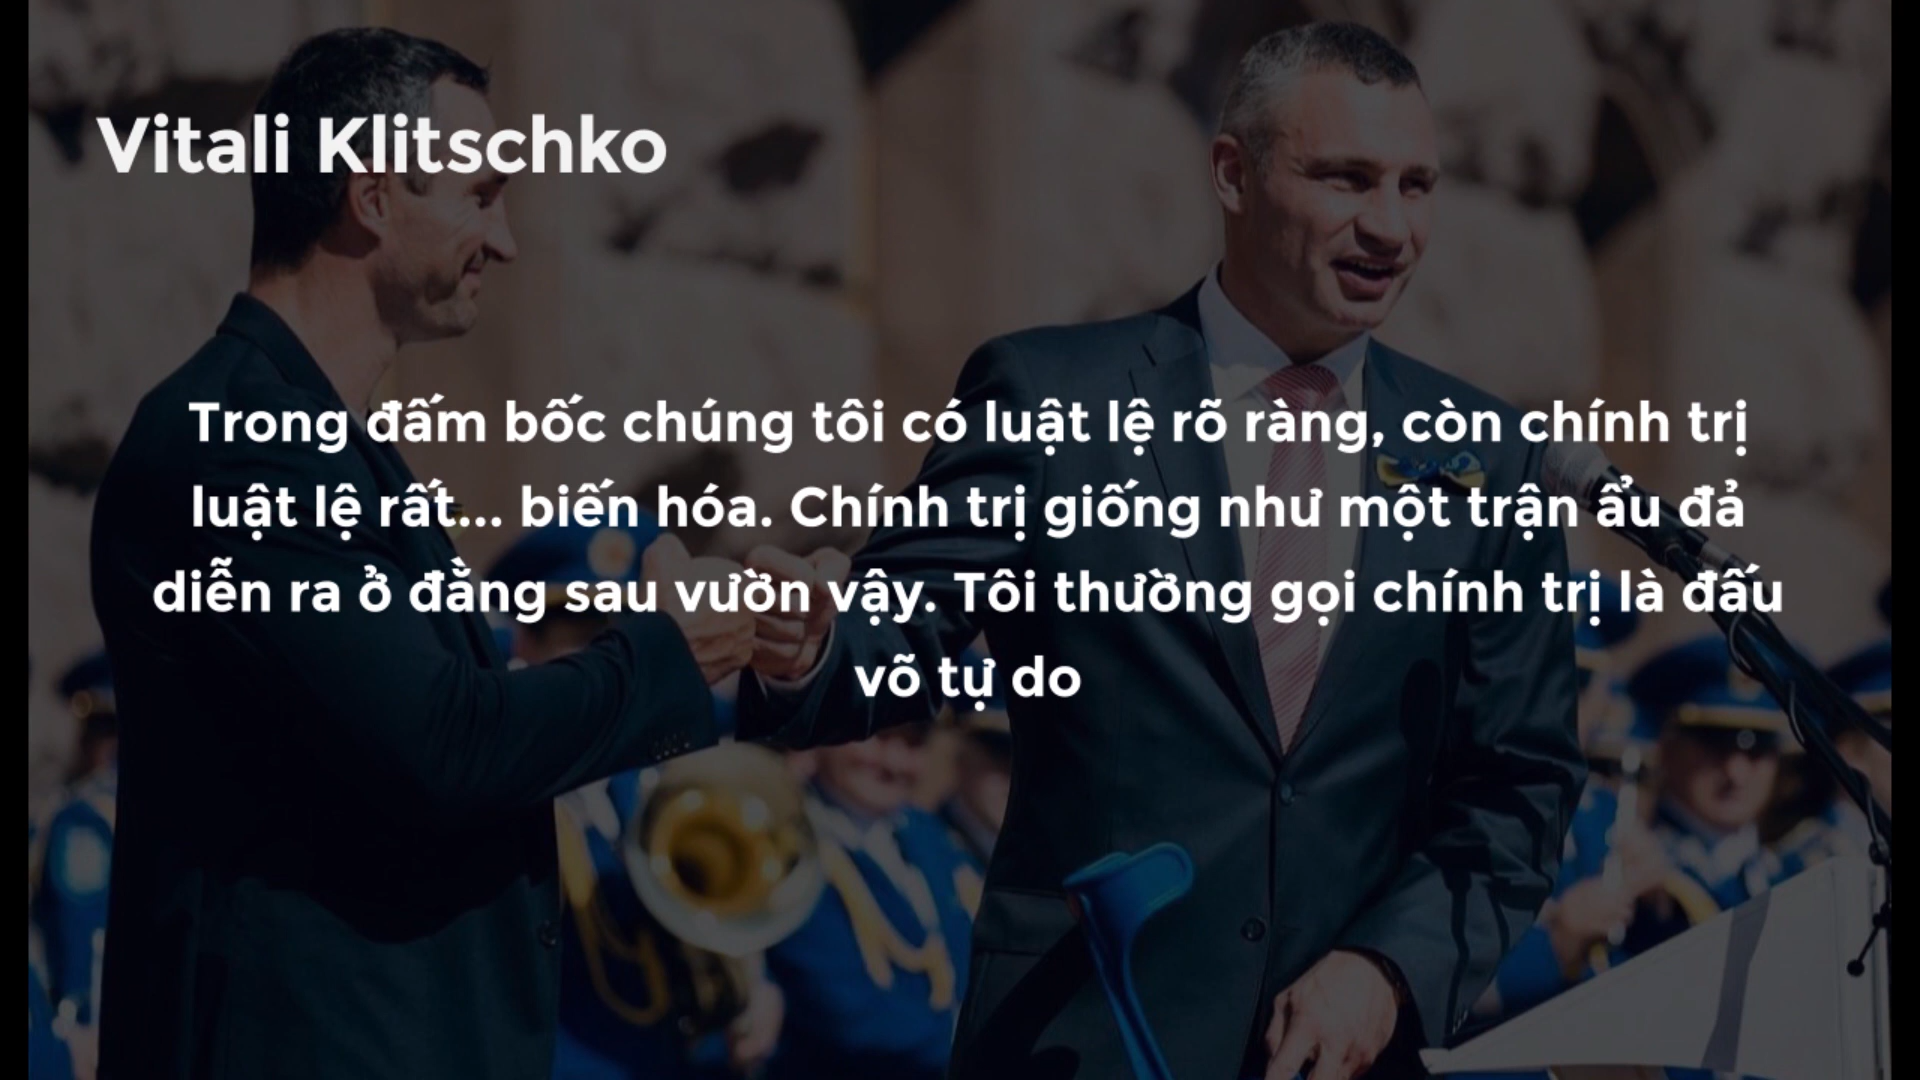 Vitali Klitschko
Trong đấm bốc chúng tôi có luật lệ rõ ràng, còn chính trị
luật lệ rất... biến hóa. Chính trị giống như một trận ẩu đả
diễn ra ở đằng sau vườn vậy. Tôi thường gọi chính trị là đấu
võ tự do